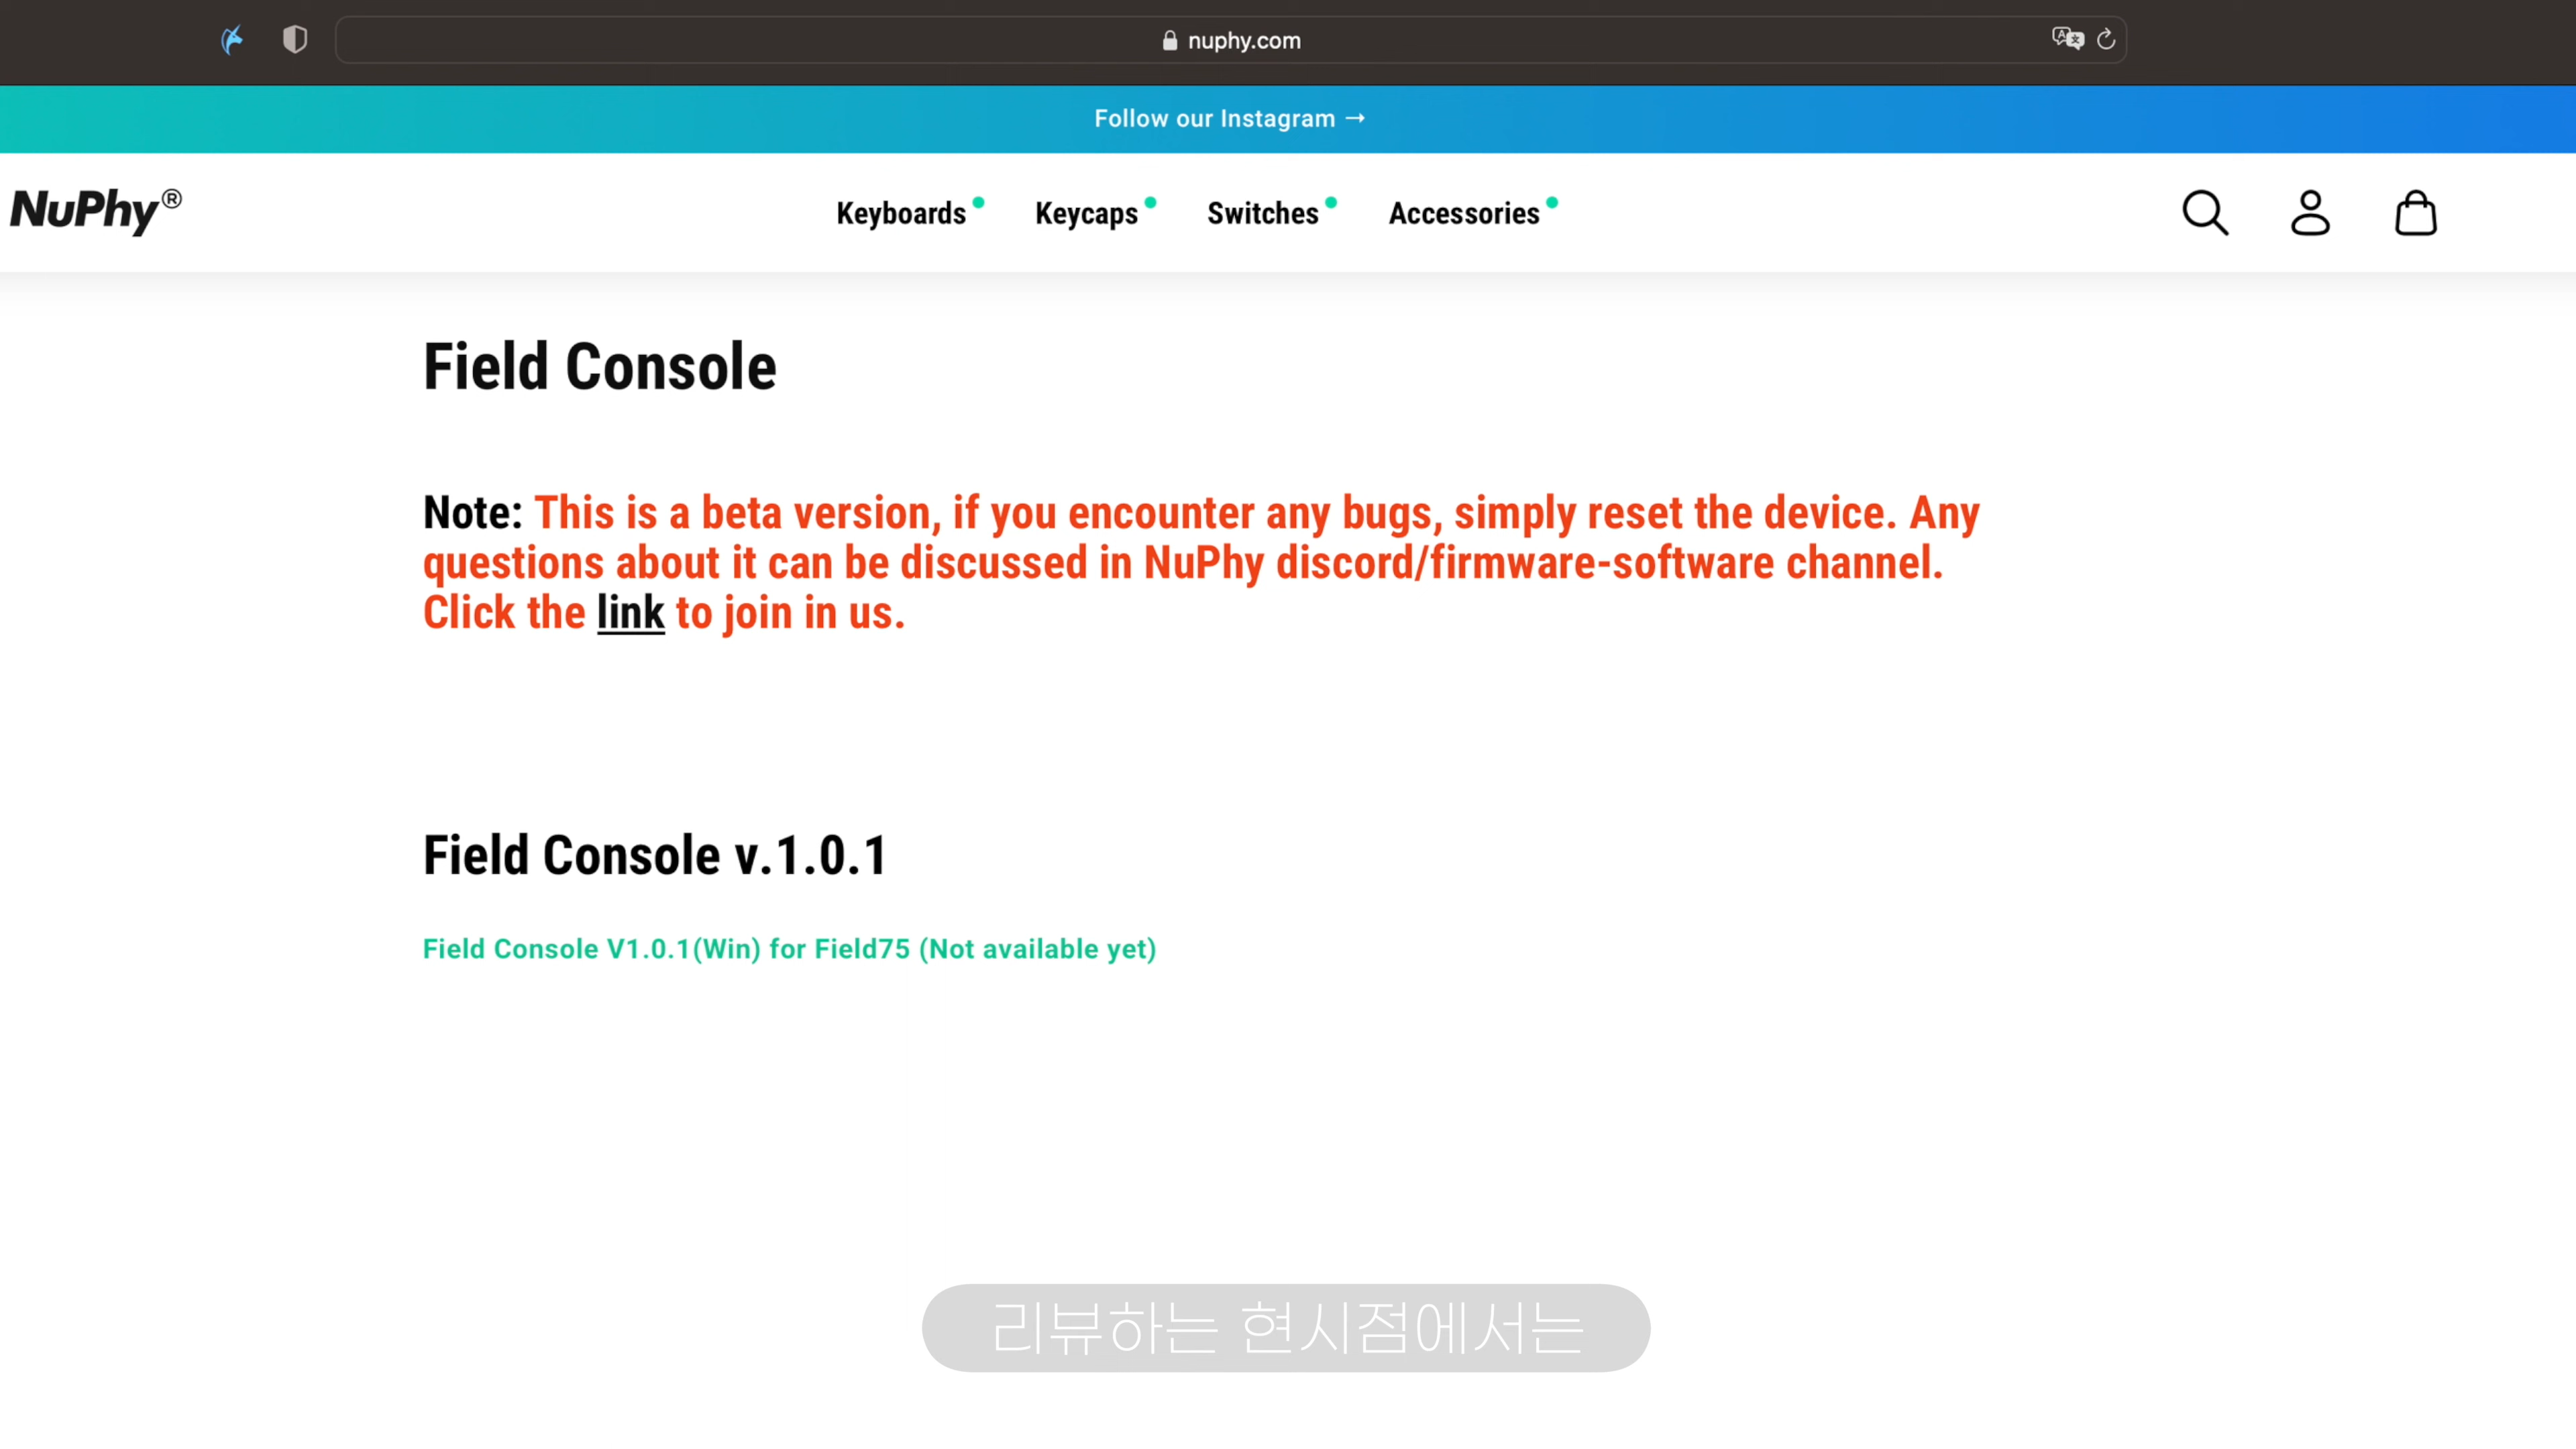 nuphy.com
Follow our Instagram →
NuPhy®
Keyboards
Keycaps
Switches
Accessories
Field Console
Note: This is a beta version, if you encounter any bugs, simply reset the device. Any
questions about it can be discussed in NuPhy discord/firmware-software channel.
Click the link to join in us.
Field Console v.1.0.1
Field Console V1.0.1(Win) for Field75 (Not available yet)
리뷰하는 현시점에서는